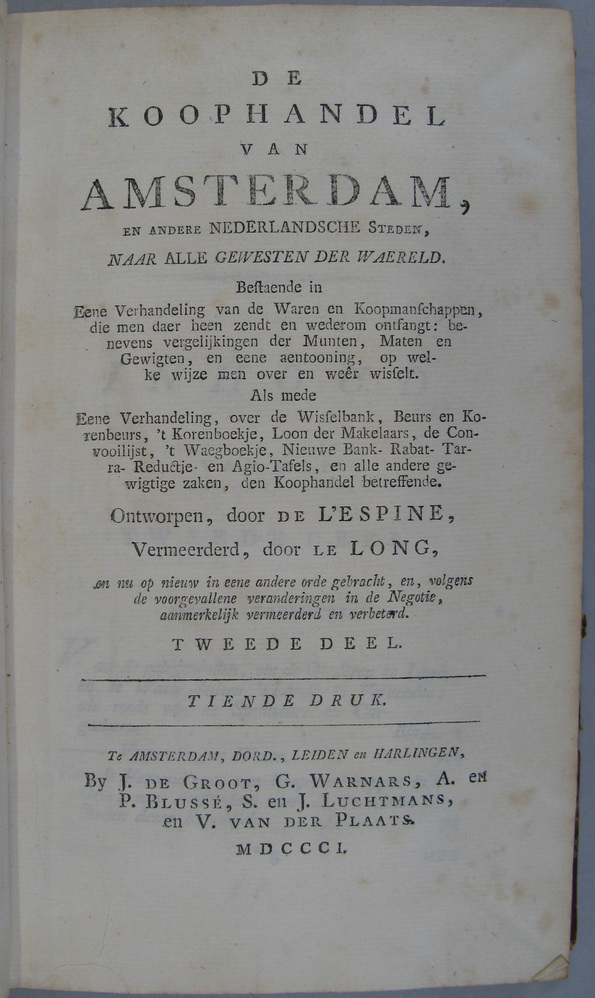 DE
KOOPHANDEL
VAN
AMSTERDAM,
EN ANDERE NEDERLANDSCHE STEDEN,
NAAR ALLE GEWESTEN DER WAERELD.
Beſtaende in
Eene Verhandeling van de Waren en Koopmanſchappen,
die men daer heen zendt en wederom ontfangt: be-
nevens vergelijkingen der Munten, Maten en
Gewigten, en eene aentooning, op wel-
ke wijze men over en weêr wisſelt.
Als mede
Eene Verhandeling, over de Wisſelbank, Beurs en Ko-
renbeurs, 't Korenboekje, Loon der Makelaars, de Con-
vooilijst, 't Waegboekje, Nieuwe Bank- Rabat- Tar-
ra- Reductje- en Agio-Tafels, en alle andere ge-
wigtige zaken, den Koophandel betreffende.
Ontworpen, door DE L'ESPINE,
Vermeerderd, door LE LONG,
en nu op nieuw in eene andere orde gebracht, en, volgens
de voorgevallene veranderingen in de Negotie,
aanmerkelijk vermeerderd en verbeterd.
TWEEDE DEEL.
TIENDE DRUK.
Te AMSTERDAM, DORD., LEIDEN en HARLINGEN,
By J. DE GROOT, G. WARNARS, A. en
P. BLUSSÉ, S. en J. LUCHTMANS,
en V. VAN DER PLAATS.
MDCCCI.